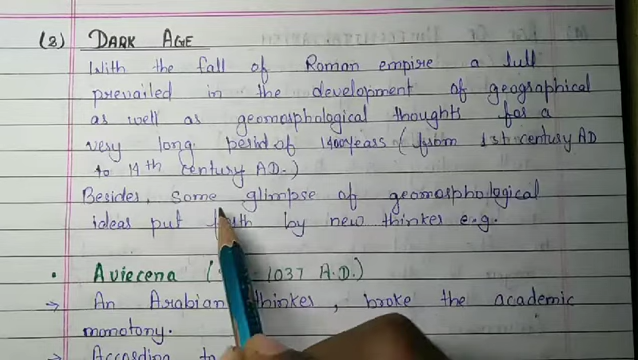 (2) DARK AGE
With the fall of Roman empire a lull
prevailed in the development of geographical
as well as geomorphological thoughts for a
very long period of 1400years (from 1st century AD
to 14th century AD.)
Besides, some glimpse of geomorphological
ideas put forth by new thinker e.g.
• Aviecena ( - 1037 A.D.)
→ An Arabian thinker, broke the academic
monotony.
→ According to